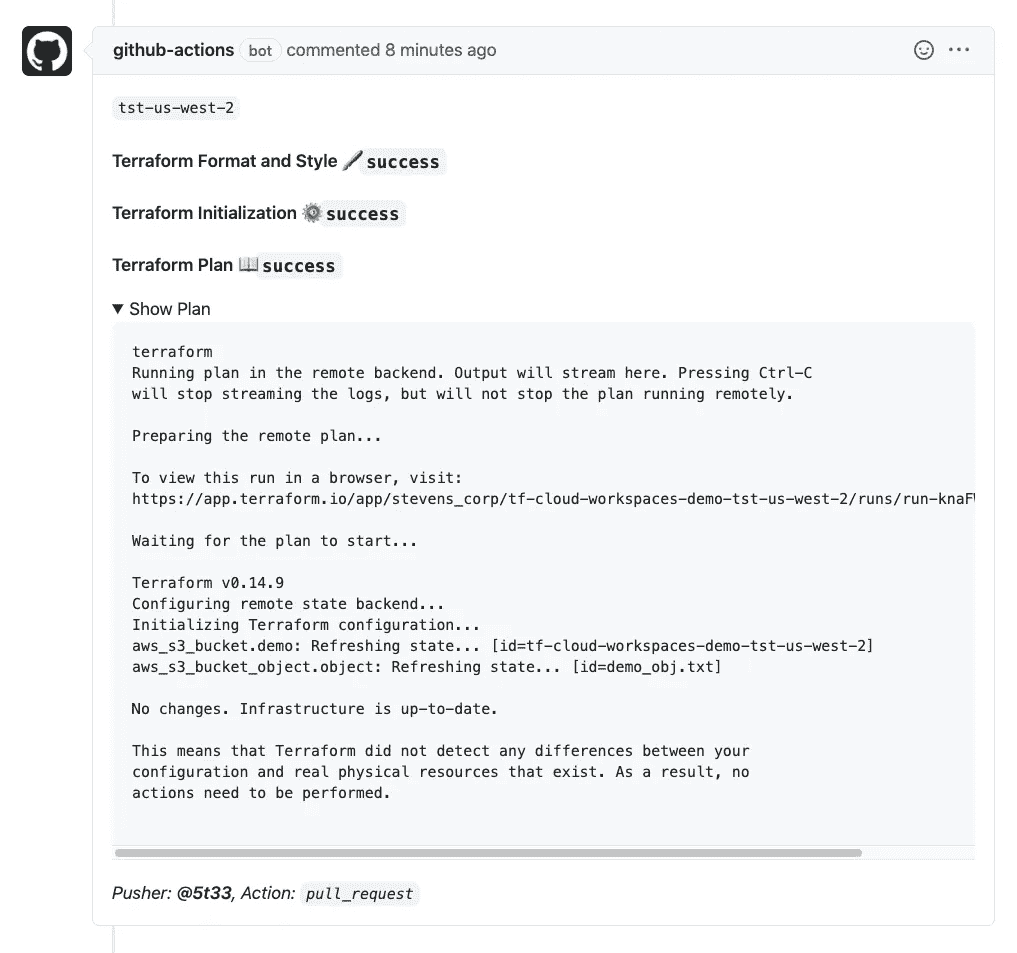 github-actions bot commented 8 minutes ago
tst-us-west-2
Terraform Format and Style 🖌 success
Terraform Initialization ⚙️ success
Terraform Plan 📖 success
▼ Show Plan
terraform
Running plan in the remote backend. Output will stream here. Pressing Ctrl-C
will stop streaming the logs, but will not stop the plan running remotely.
Preparing the remote plan...
To view this run in a browser, visit:
https://app.terraform.io/app/stevens_corp/tf-cloud-workspaces-demo-tst-us-west-2/runs/run-knaF
Waiting for the plan to start...
Terraform v0.14.9
Configuring remote state backend...
Initializing Terraform configuration...
aws_s3_bucket.demo: Refreshing state... [id=tf-cloud-workspaces-demo-tst-us-west-2]
aws_s3_bucket_object.object: Refreshing state... [id=demo_obj.txt]
No changes. Infrastructure is up-to-date.
This means that Terraform did not detect any differences between your
configuration and real physical resources that exist. As a result, no
actions need to be performed.
Pusher: @5t33, Action: pull_request